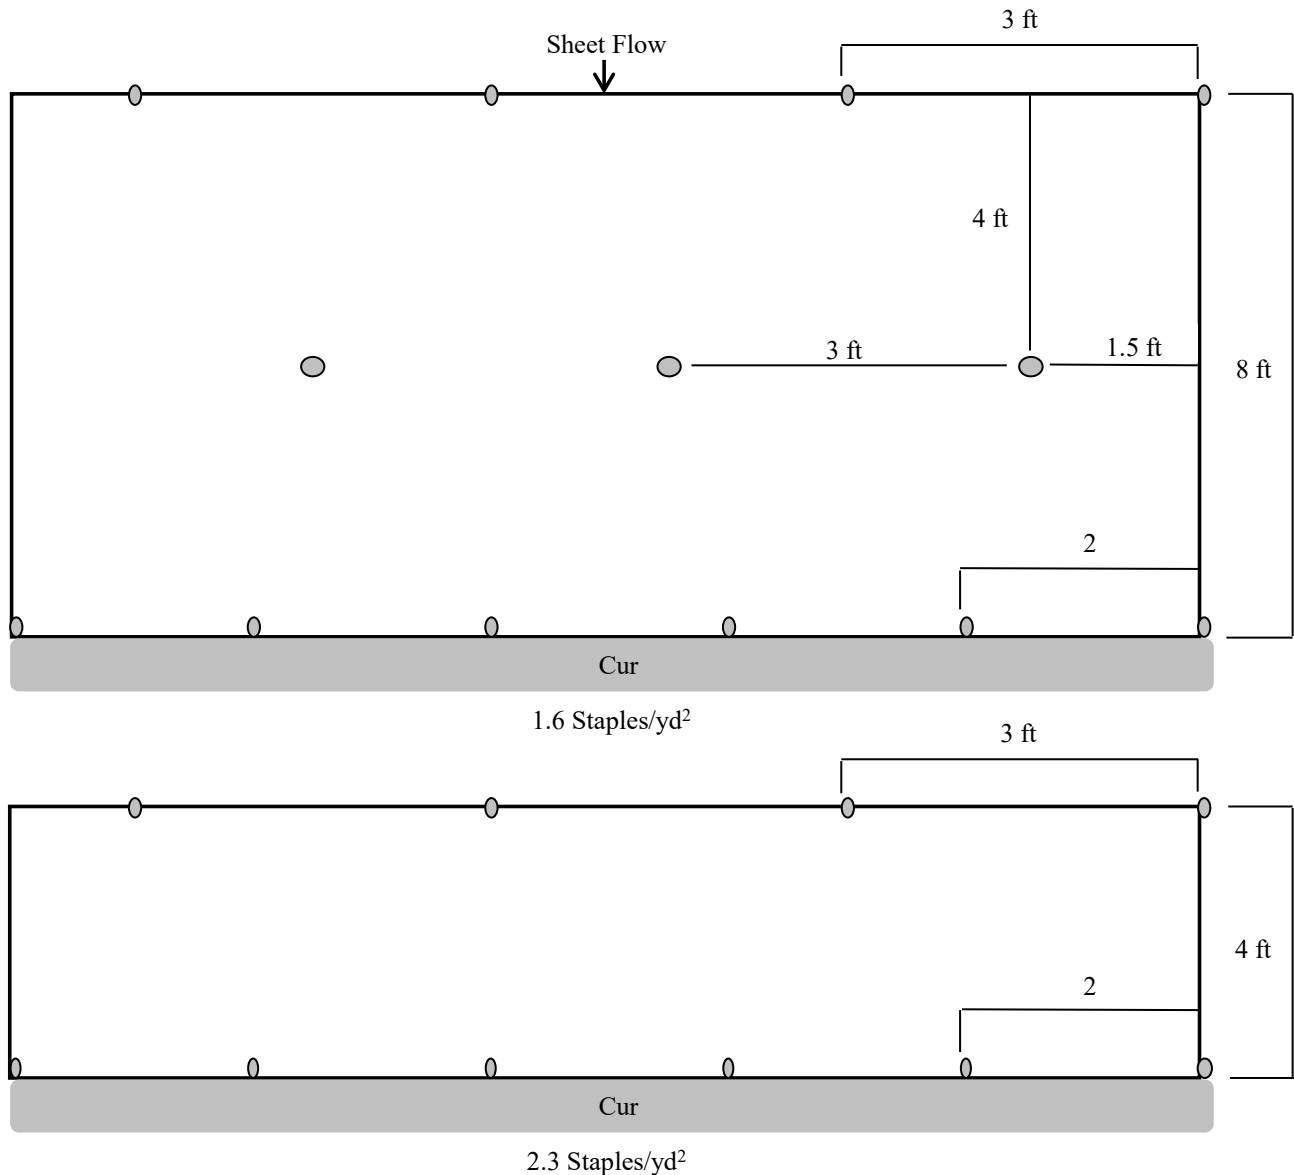 3 ft
Sheet Flow
4 ft
3 ft
1.5 ft
8 ft
2
Cur
1.6 Staples/yd²
3 ft
4 ft
2
Cur
2.3 Staples/yd²